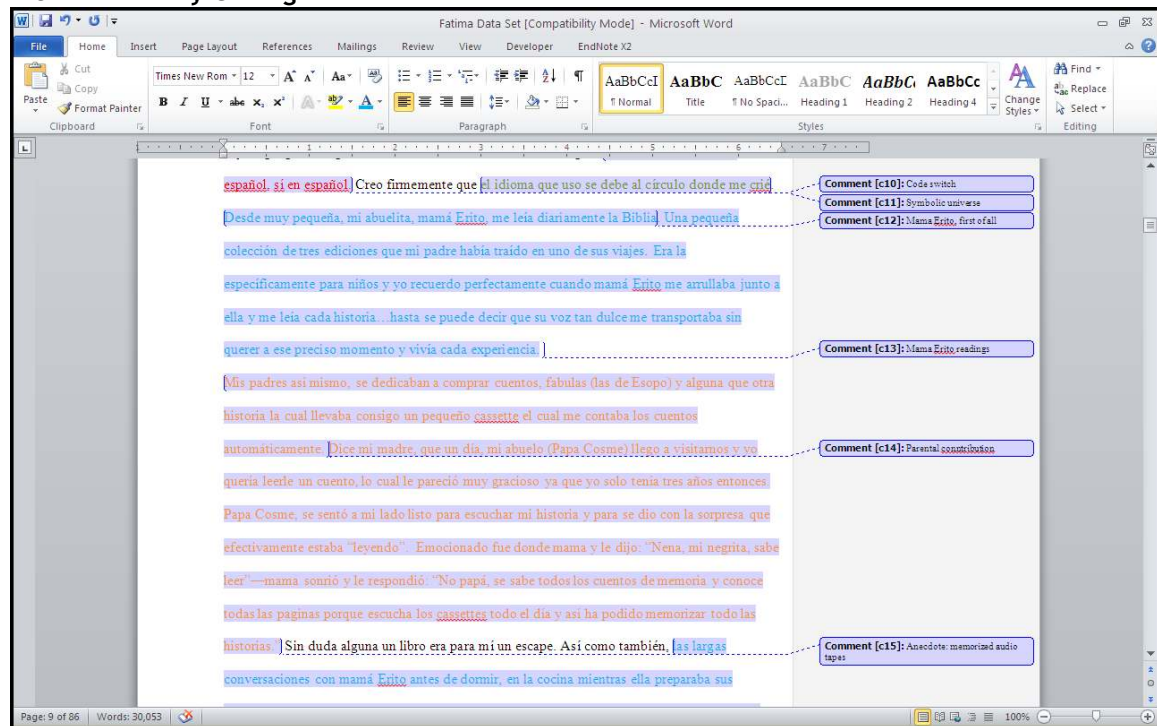 Fatima Data Set [Compatibility Mode] - Microsoft Word
File Home Insert Page Layout References Mailings Review View Developer EndNote X2
Paste
Cut
Copy
Format Painter
Clipboard
Times New Rom 12
Font
Paragraph
AaBbCcI AaBbC AaBbCcI AaBbC AaBbC AaBbCc
¶ Normal Title ¶ No Spaci... Heading 1 Heading 2 Heading 4
Change Styles
Styles
Find
Replace
Select
Editing
1 2 3 4 5 6 7
español, sí en español. Creo firmemente que el idioma que uso se debe al círculo donde me crié
Desde muy pequeña, mi abuelita, mamá Erito, me leía diariamente la Biblia. Una pequeña
colección de tres ediciones que mi padre había traído en uno de sus viajes. Era la
específicamente para niños y yo recuerdo perfectamente cuando mamá Erito me arrullaba junto a
ella y me leía cada historia…hasta se puede decir que su voz tan dulce me transportaba sin
querer a ese preciso momento y vivía cada experiencia.
Mis padres asi mismo, se dedicaban a comprar cuentos, fabulas (las de Esopo) y alguna que otra
historia la cual llevaba consigo un pequeño cassette el cual me contaba los cuentos
automáticamente. Dice mi madre, que un día, mi abuelo (Papa Cosme) llego a visitarnos y yo
quería leerle un cuento, lo cual le pareció muy gracioso ya que yo solo tenía tres años entonces.
Papa Cosme, se sentó a mi lado listo para escuchar mi historia y para se dio con la sorpresa que
efectivamente estaba "leyendo". Emocionado fue donde mama y le dijo: "Nena, mi negrita, sabe
leer"—mama sonrió y le respondió: "No papá, se sabe todos los cuentos de memoria y conoce
todas las paginas porque escucha los cassettes todo el día y asi ha podido memorizar todo las
historias." Sin duda alguna un libro era para mí un escape. Así como también, las largas
conversaciones con mamá Erito antes de dormir, en la cocina mientras ella preparaba sus
Comment [c10]: Code switch
Comment [c11]: Symbolic universe
Comment [c12]: Mama Erito, first of all
Comment [c13]: Mama Erito readings
Comment [c14]: Parental constribution
Comment [c15]: Anecdote: memorized audio
tapes
Page: 9 of 86 Words: 30,053 100%